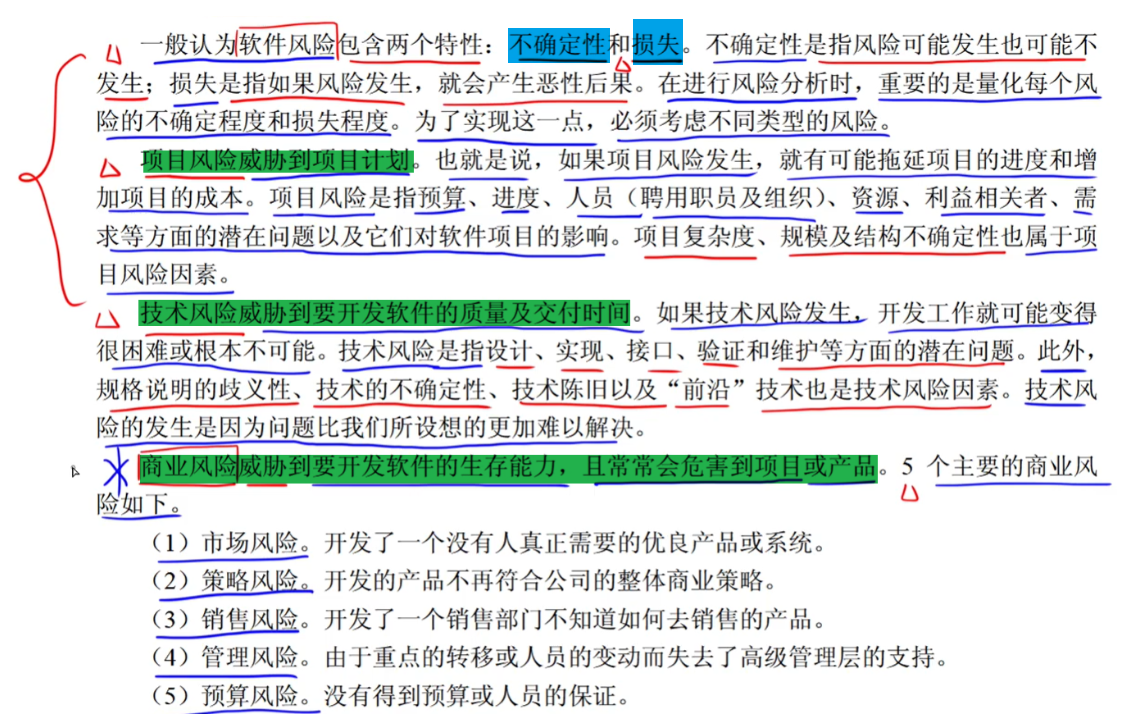 一般认为软件风险包含两个特性：不确定性和损失。不确定性是指风险可能发生也可能不
发生；损失是指如果风险发生，就会产生恶性后果。在进行风险分析时，重要的是量化每个风
险的不确定程度和损失程度。为了实现这一点，必须考虑不同类型的风险。
项目风险威胁到项目计划。也就是说，如果项目风险发生，就有可能拖延项目的进度和增
加项目的成本。项目风险是指预算、进度、人员（聘用职员及组织）、资源、利益相关者、需
求等方面的潜在问题以及它们对软件项目的影响。项目复杂度、规模及结构不确定性也属于项
目风险因素。
技术风险威胁到要开发软件的质量及交付时间。如果技术风险发生，开发工作就可能变得
很困难或根本不可能。技术风险是指设计、实现、接口、验证和维护等方面的潜在问题。此外，
规格说明的歧义性、技术的不确定性、技术陈旧以及“前沿”技术也是技术风险因素。技术风
险的发生是因为问题比我们所设想的更加难以解决。
商业风险威胁到要开发软件的生存能力，且常常会危害到项目或产品。5 个主要的商业风
险如下。
（1）市场风险。开发了一个没有人真正需要的优良产品或系统。
（2）策略风险。开发的产品不再符合公司的整体商业策略。
（3）销售风险。开发了一个销售部门不知道如何去销售的产品。
（4）管理风险。由于重点的转移或人员的变动而失去了高级管理层的支持。
（5）预算风险。没有得到预算或人员的保证。